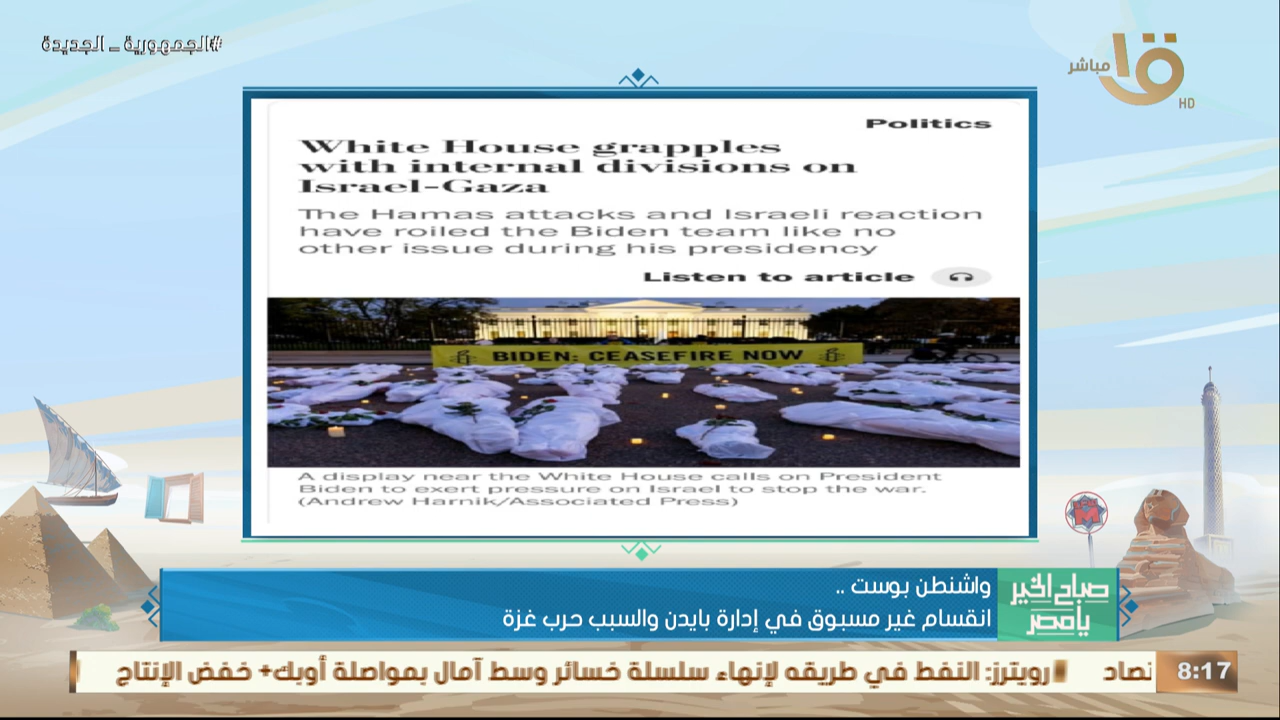 #الجمهورية_الجديدة
مباشر
HD
Politics
White House grapples
with internal divisions on
Israel-Gaza
The Hamas attacks and Israeli reaction
have roiled the Biden team like no
other issue during his presidency
Listen to article
BIDEN: CEASEFIRE NOW
A display near the White House calls on President
Biden to exert pressure on Israel to stop the war.
(Andrew Harnik/Associated Press)
M
واشنطن بوست ..
انقسام غير مسبوق في إدارة بايدن والسبب حرب غزة
صباح الخير
يا مصر
8:17
تصاد رويترز: النفط في طريقه لإنهاء سلسلة خسائر وسط آمال بمواصلة أوبك+ خفض الإنتاج